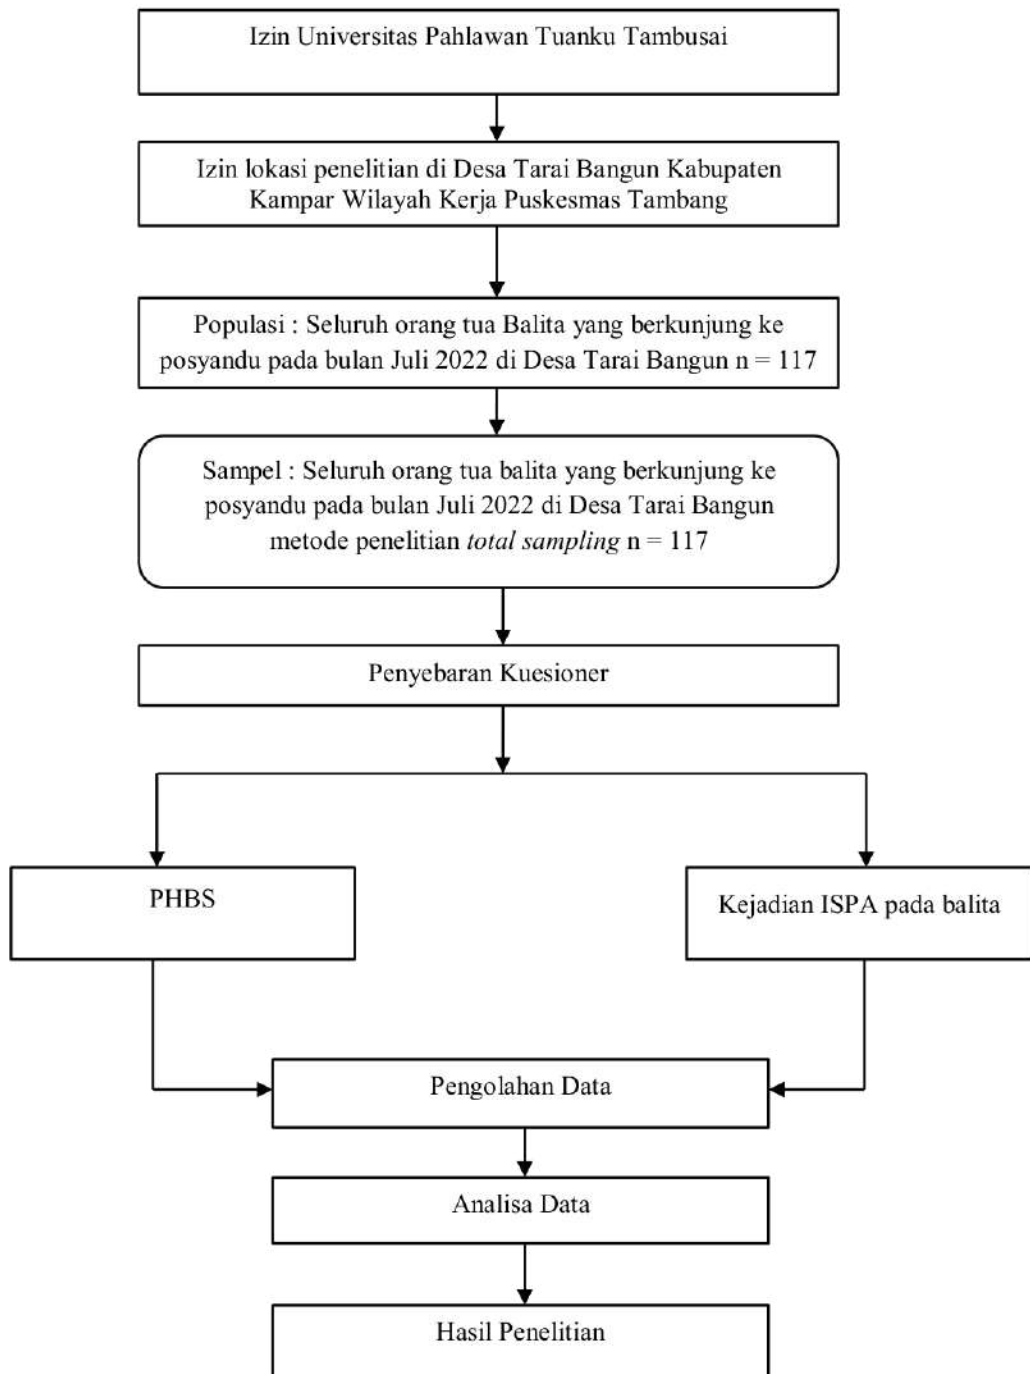 Izin Universitas Pahlawan Tuanku Tambusai
Izin lokasi penelitian di Desa Tarai Bangun Kabupaten
Kampar Wilayah Kerja Puskesmas Tambang
Populasi : Seluruh orang tua Balita yang berkunjung ke
posyandu pada bulan Juli 2022 di Desa Tarai Bangun n = 117
Sampel : Seluruh orang tua balita yang berkunjung ke
posyandu pada bulan Juli 2022 di Desa Tarai Bangun
metode penelitian total sampling n = 117
Penyebaran Kuesioner
PHBS
Kejadian ISPA pada balita
Pengolahan Data
Analisa Data
Hasil Penelitian